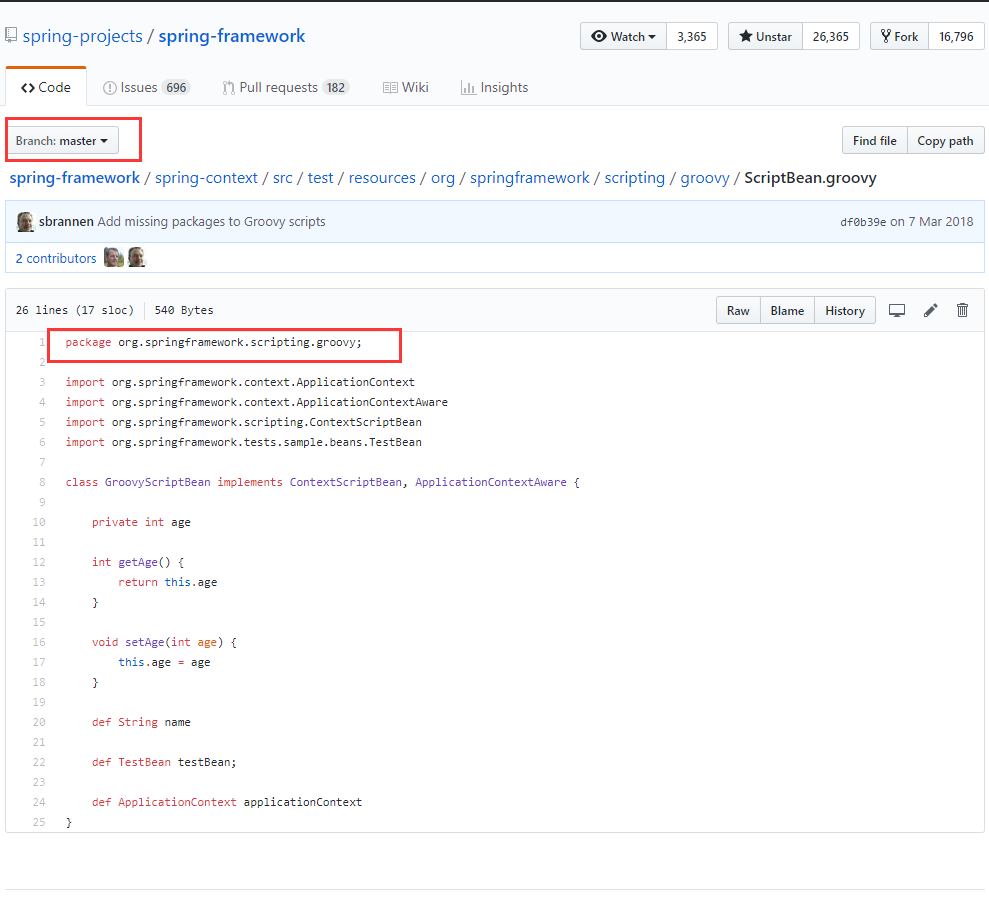 spring-projects / spring-framework
Watch 3,365 Unstar 26,365 Fork 16,796
Code Issues 696 Pull requests 182 Wiki Insights
Branch: master Find file Copy path
spring-framework / spring-context / src / test / resources / org / springframework / scripting / groovy / ScriptBean.groovy
sbrannen Add missing packages to Groovy scripts df0b39e on 7 Mar 2018
2 contributors
26 lines (17 sloc) 540 Bytes Raw Blame History
1 package org.springframework.scripting.groovy;
2
3 import org.springframework.context.ApplicationContext
4 import org.springframework.context.ApplicationContextAware
5 import org.springframework.scripting.ContextScriptBean
6 import org.springframework.tests.sample.beans.TestBean
7
8 class GroovyScriptBean implements ContextScriptBean, ApplicationContextAware {
9
10 private int age
11
12 int getAge() {
13 return this.age
14 }
15
16 void setAge(int age) {
17 this.age = age
18 }
19
20 def String name
21
22 def TestBean testBean;
23
24 def ApplicationContext applicationContext
25 }